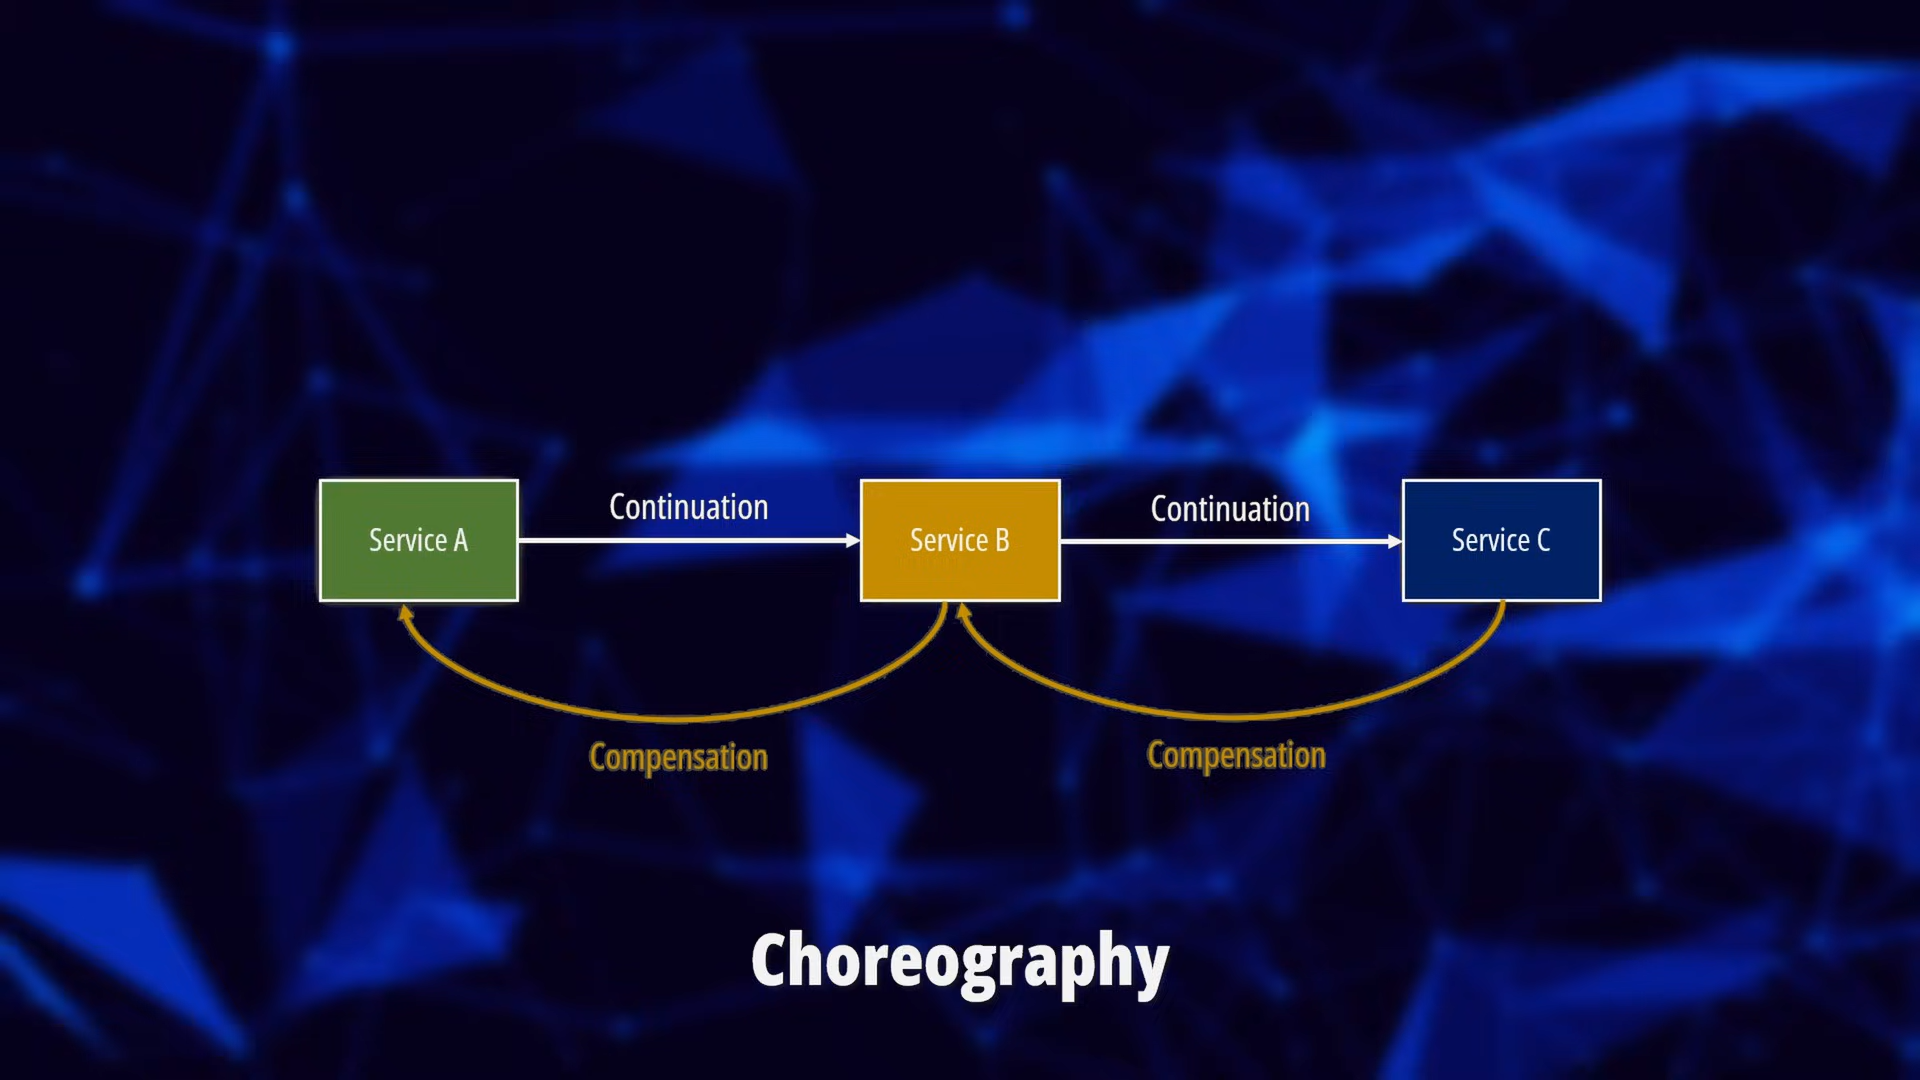 Continuation
Continuation
Service A
Service B
Service C
Compensation
Compensation
Choreography